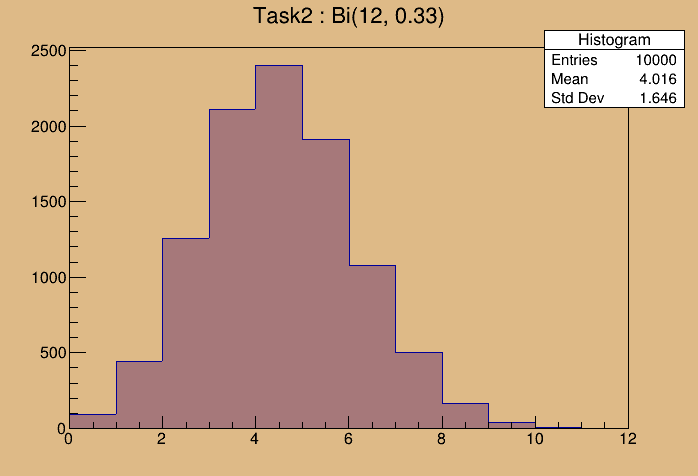 Task2 : Bi(12, 0.33)
Histogram
Entries 10000
Mean 4.016
Std Dev 1.646
2500
2000
1500
1000
500
0
0 2 4 6 8 10 12